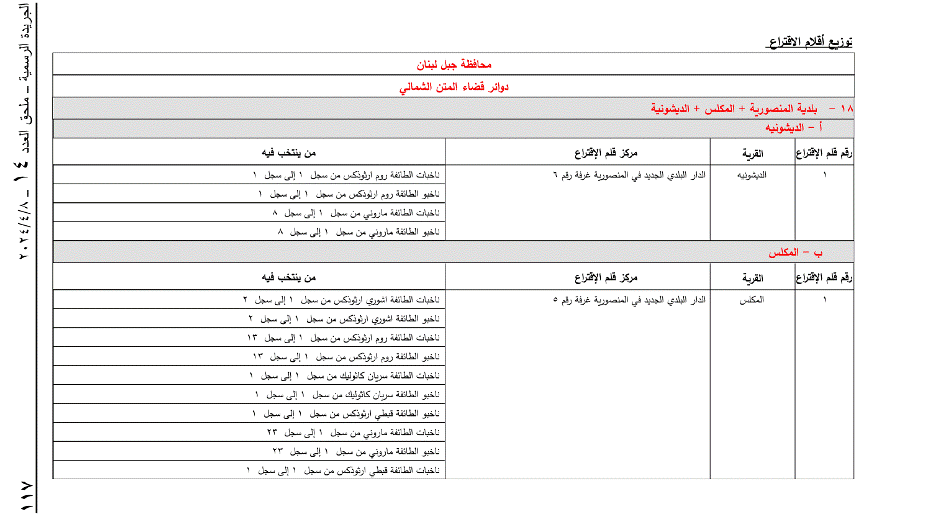 الجريدة الرسمية – ملحق العدد ١٤ – ٢٠٢٤/٤/٨
توزيع أقلام الاقتراع
محافظة جبل لبنان
دوائر قضاء المتن الشمالي
١٨ – بلدية المنصورية + المكلس + الديشونية
أ – الديشونيه
رقم قلم الإقتراع القرية مركز قلم الإقتراع من ينتخب فيه
١ الديشونيه الدار البلدي الجديد في المنصورية غرفة رقم ٦ ناخبات الطائفة روم ارثوذكس من سجل ١ إلى سجل ١
ناخبو الطائفة روم ارثوذكس من سجل ١ إلى سجل ١
ناخبات الطائفة ماروني من سجل ١ إلى سجل ٨
ناخبو الطائفة ماروني من سجل ١ إلى سجل ٨
ب – المكلس
رقم قلم الإقتراع القرية مركز قلم الإقتراع من ينتخب فيه
١ المكلس الدار البلدي الجديد في المنصورية غرفة رقم ٥ ناخبات الطائفة اشوري ارثوذكس من سجل ١ إلى سجل ٢
ناخبو الطائفة اشوري ارثوذكس من سجل ١ إلى سجل ٢
ناخبات الطائفة روم ارثوذكس من سجل ١ إلى سجل ١٣
ناخبو الطائفة روم ارثوذكس من سجل ١ إلى سجل ١٣
ناخبات الطائفة سريان كاثوليك من سجل ١ إلى سجل ١
ناخبو الطائفة سريان كاثوليك من سجل ١ إلى سجل ١
ناخبو الطائفة قبطي ارثوذكس من سجل ١ إلى سجل ١
ناخبات الطائفة ماروني من سجل ١ إلى سجل ٢٣
ناخبو الطائفة ماروني من سجل ١ إلى سجل ٢٣
ناخبات الطائفة قبطي ارثوذكس من سجل ١ إلى سجل ١
١١٧